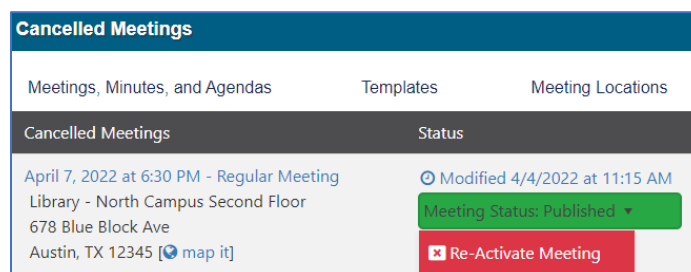 Cancelled Meetings
Meetings, Minutes, and Agendas Templates Meeting Locations
Cancelled Meetings Status
April 7, 2022 at 6:30 PM - Regular Meeting Modified 4/4/2022 at 11:15 AM
Library - North Campus Second Floor Meeting Status: Published
678 Blue Block Ave
Austin, TX 12345 [map it] Re-Activate Meeting